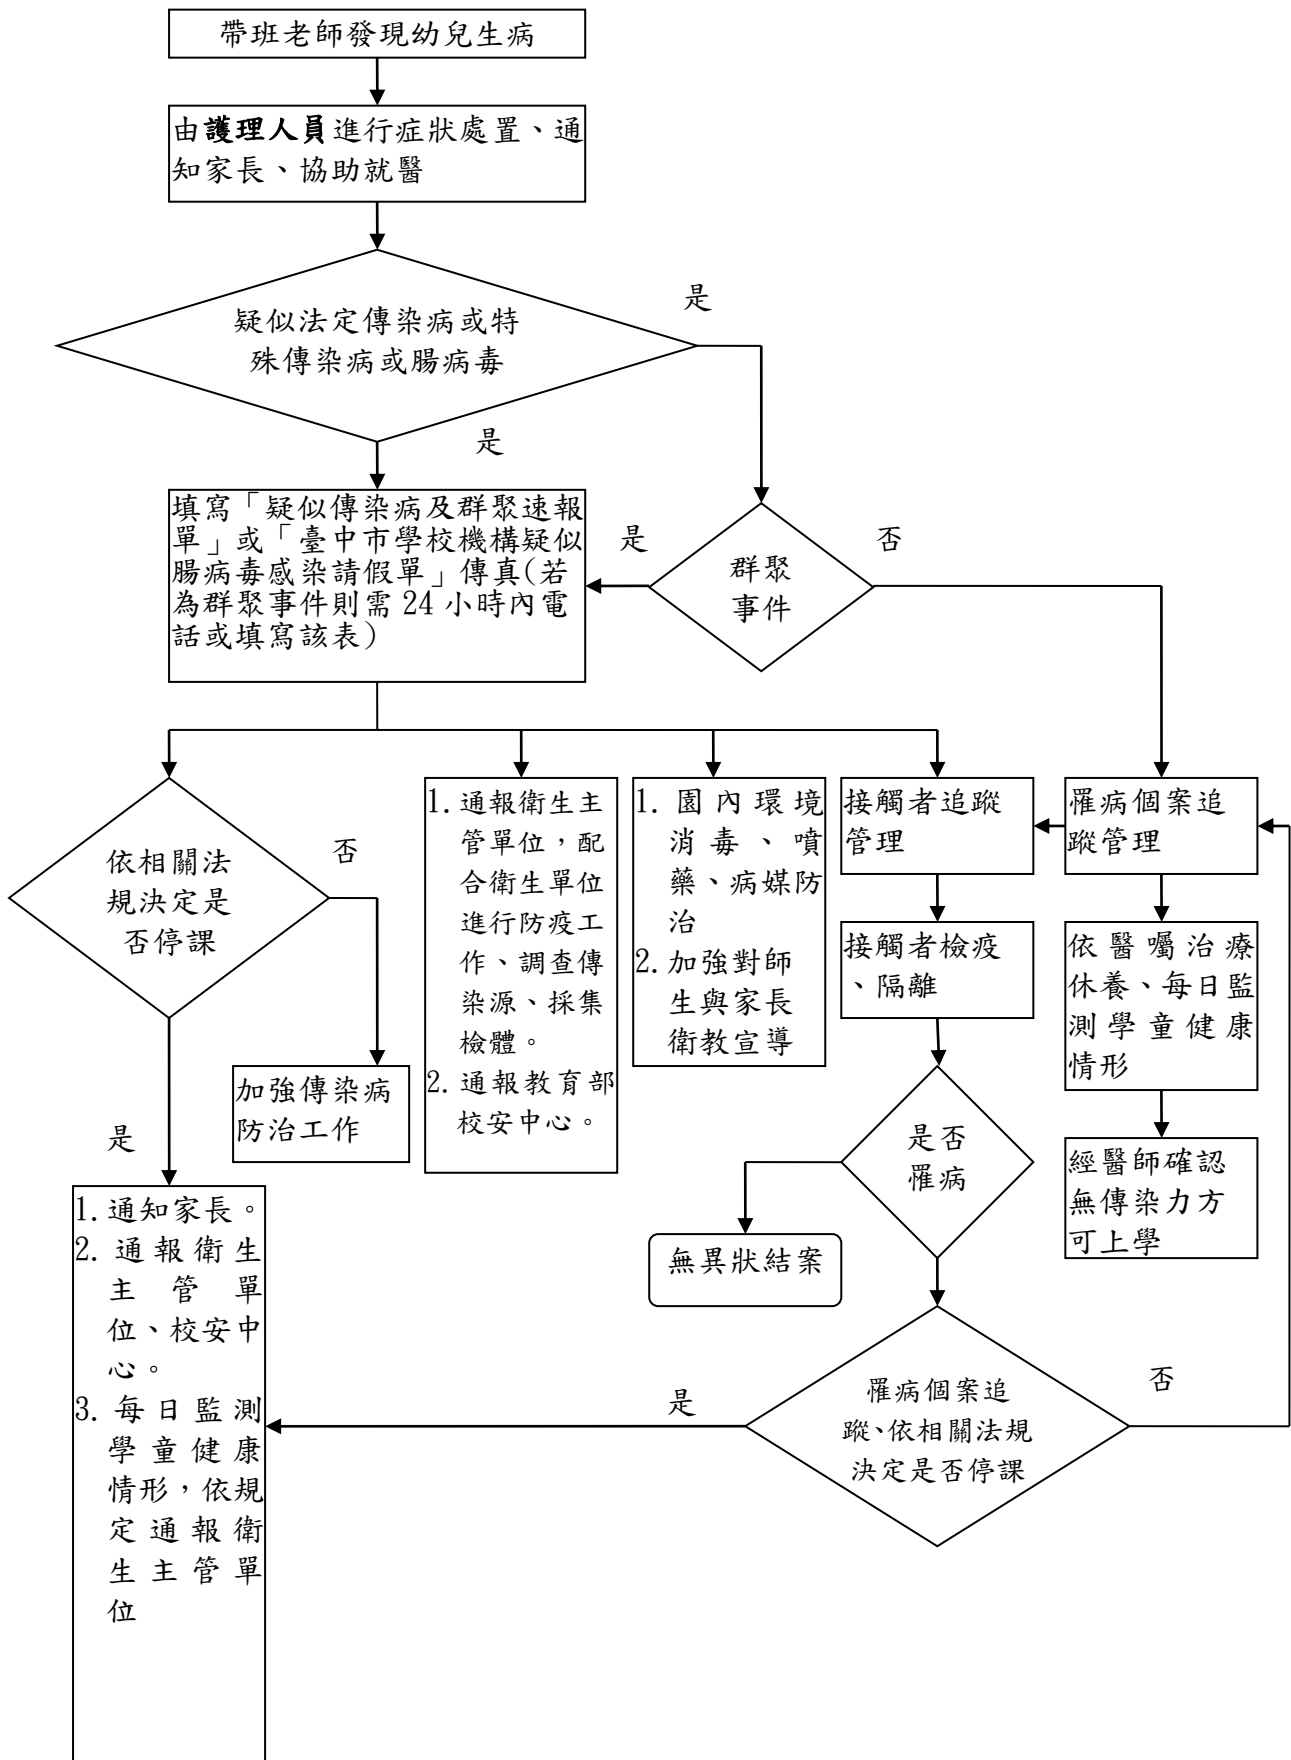 帶班老師發現幼兒生病
由護理人員進行症狀處置、通
知家長、協助就醫
是
疑似法定傳染病或特
殊傳染病或腸病毒
是
填寫「疑似傳染病及群聚速報
單」或「臺中市學校機構疑似
腸病毒感染請假單」傳真(若
為群聚事件則需24小時內電
話或填寫該表)
是
群聚
事件
否
依相關法
規決定是
否停課
否
1. 通報衛生主
管單位，配
合衛生單位
進行防疫工
作、調查傳
染源、採集
檢體。
2. 通報教育部
校安中心。
1. 園內環境
消毒、噴
藥、病媒防
治
2. 加強對師
生與家長
衛教宣導
接觸者追蹤
管理
罹病個案追
蹤管理
接觸者檢疫
、隔離
依醫囑治療
休養、每日監
測學童健康
情形
加強傳染病
防治工作
是
是否
罹病
經醫師確認
無傳染力方
可上學
無異狀結案
1. 通知家長。
2. 通報衛生
主管單
位、校安中
心。
3. 每日監測
學童健康
情形，依規
定通報衛
生主管單
位
是
罹病個案追
蹤、依相關法規
決定是否停課
否